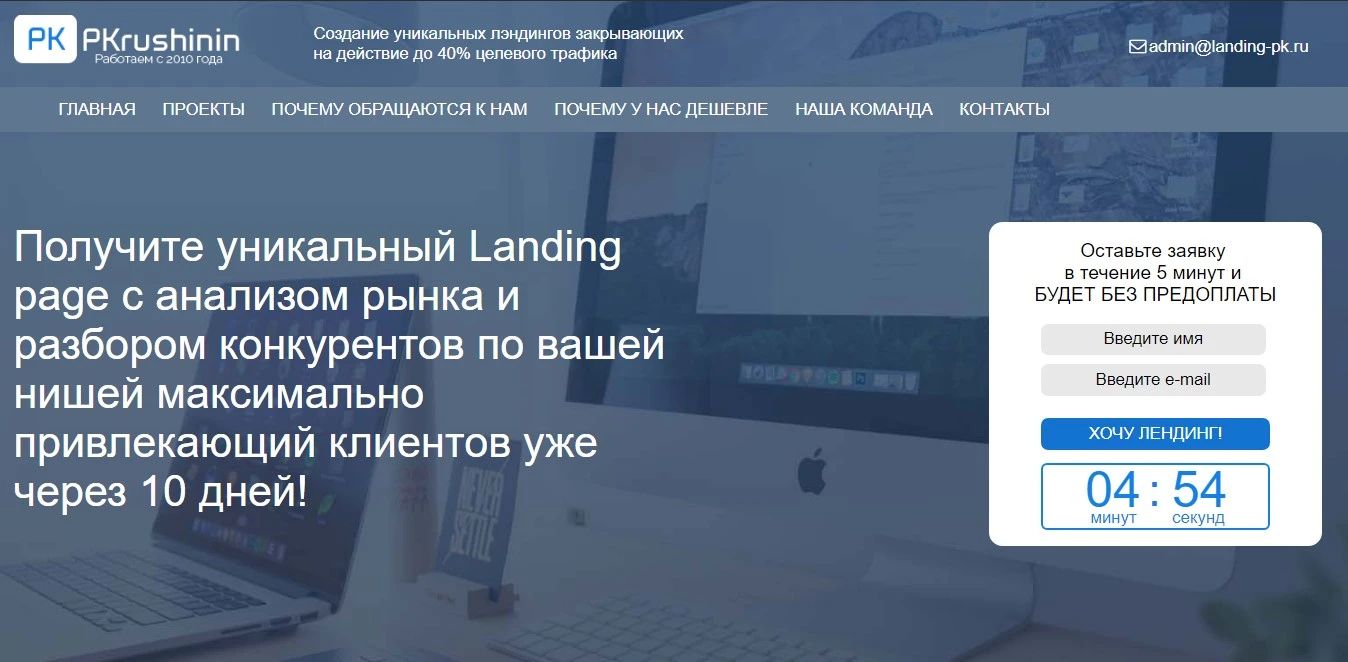 PK PKrushinin
Работаем с 2010 года
Создание уникальных лэндингов закрывающих
на действие до 40% целевого трафика
admin@landing-pk.ru
ГЛАВНАЯ ПРОЕКТЫ ПОЧЕМУ ОБРАЩАЮТСЯ К НАМ ПОЧЕМУ У НАС ДЕШЕВЛЕ НАША КОМАНДА КОНТАКТЫ
Получите уникальный Landing
page с анализом рынка и
разбором конкурентов по вашей
нишей максимально
привлекающий клиентов уже
через 10 дней!
Оставьте заявку
в течение 5 минут и
БУДЕТ БЕЗ ПРЕДОПЛАТЫ
Введите имя
Введите e-mail
ХОЧУ ЛЕНДИНГ!
04 : 54
минут секунд
NEVER
SETTLE